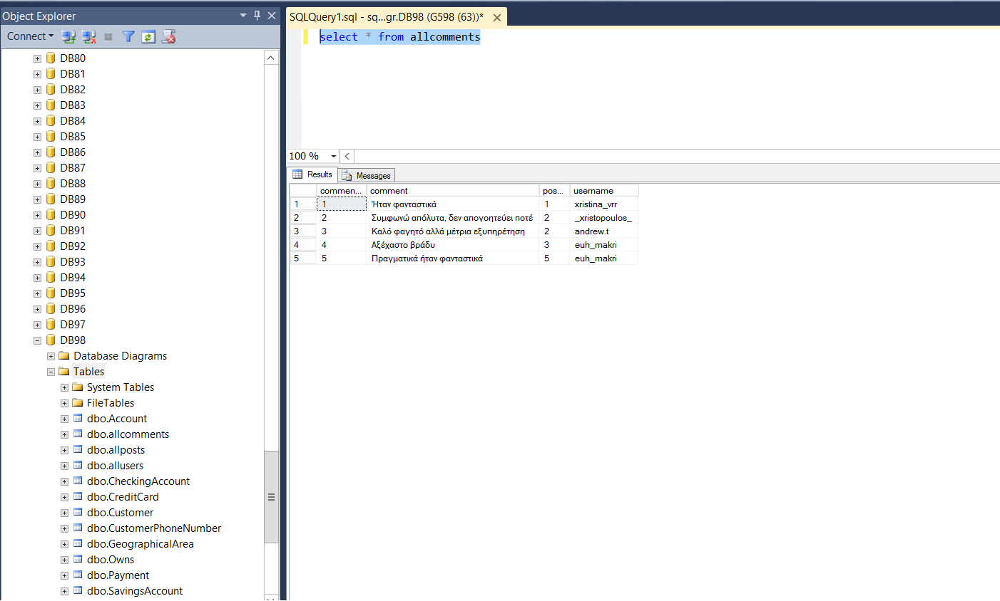 Object Explorer
Connect
DB80
DB81
DB82
DB83
DB84
DB85
DB86
DB87
DB88
DB89
DB90
DB91
DB92
DB93
DB94
DB95
DB96
DB97
DB98
Database Diagrams
Tables
System Tables
FileTables
dbo.Account
dbo.allcomments
dbo.allposts
dbo.allusers
dbo.CheckingAccount
dbo.CreditCard
dbo.Customer
dbo.CustomerPhoneNumber
dbo.GeographicalArea
dbo.Owns
dbo.Payment
dbo.SavingsAccount
SQLQuery1.sql - sq...gr.DB98 (G598 (63))*
select * from allcomments
100 %
Results Messages
commen... comment pos... username
1 1 Ήταν φανταστικά 1 xristina_vrr
2 2 Συμφωνώ απόλυτα, δεν απογοητεύει ποτέ 2 _xristopoulos_
3 3 Καλό φαγητό αλλά μέτρια εξυπηρέτηση 2 andrew.t
4 4 Αξέχαστο βράδυ 3 euh_makri
5 5 Πραγματικά ήταν φανταστικά 5 euh_makri